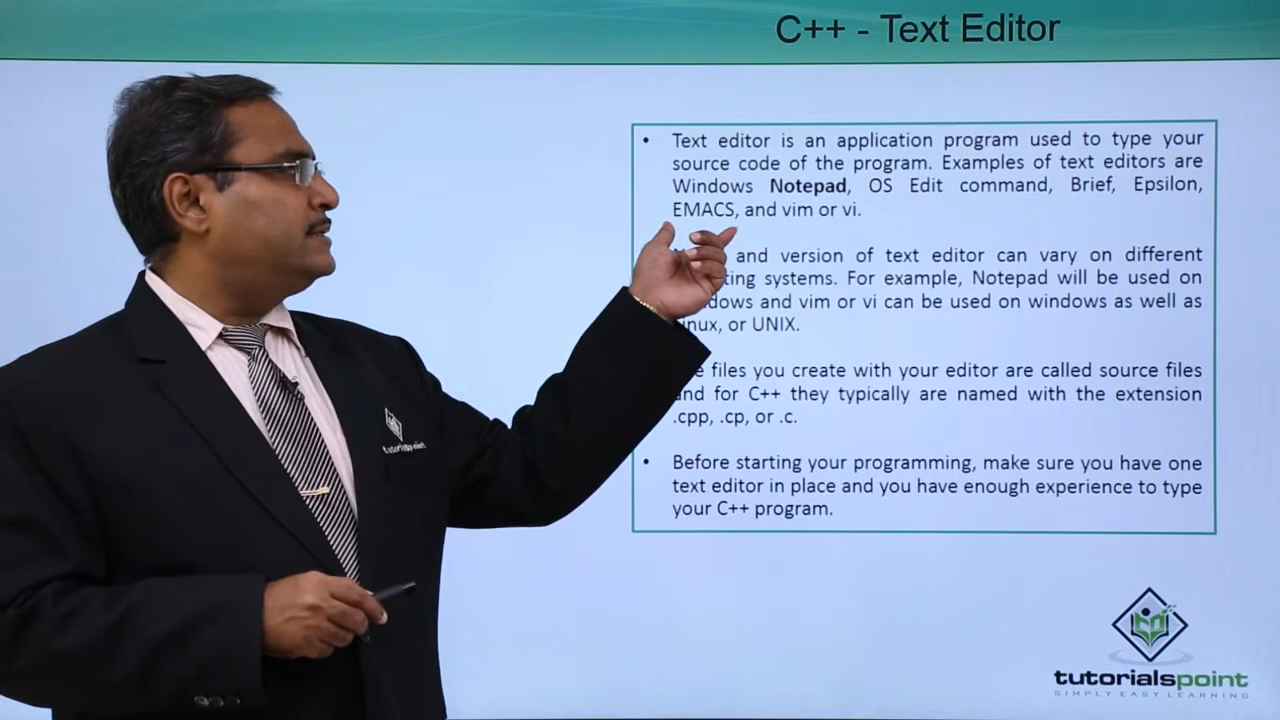 C++ - Text Editor
• Text editor is an application program used to type your
source code of the program. Examples of text editors are
Windows Notepad, OS Edit command, Brief, Epsilon,
EMACS, and vim or vi.
and version of text editor can vary on different
systems. For example, Notepad will be used on
and vim or vi can be used on windows as well as
or UNIX.
files you create with your editor are called source files
for C++ they typically are named with the extension
.cpp, .cp, or .c.
• Before starting your programming, make sure you have one
text editor in place and you have enough experience to type
your C++ program.
tutorialspoint
tutorialspoint
SIMPLY EASY LEARNING